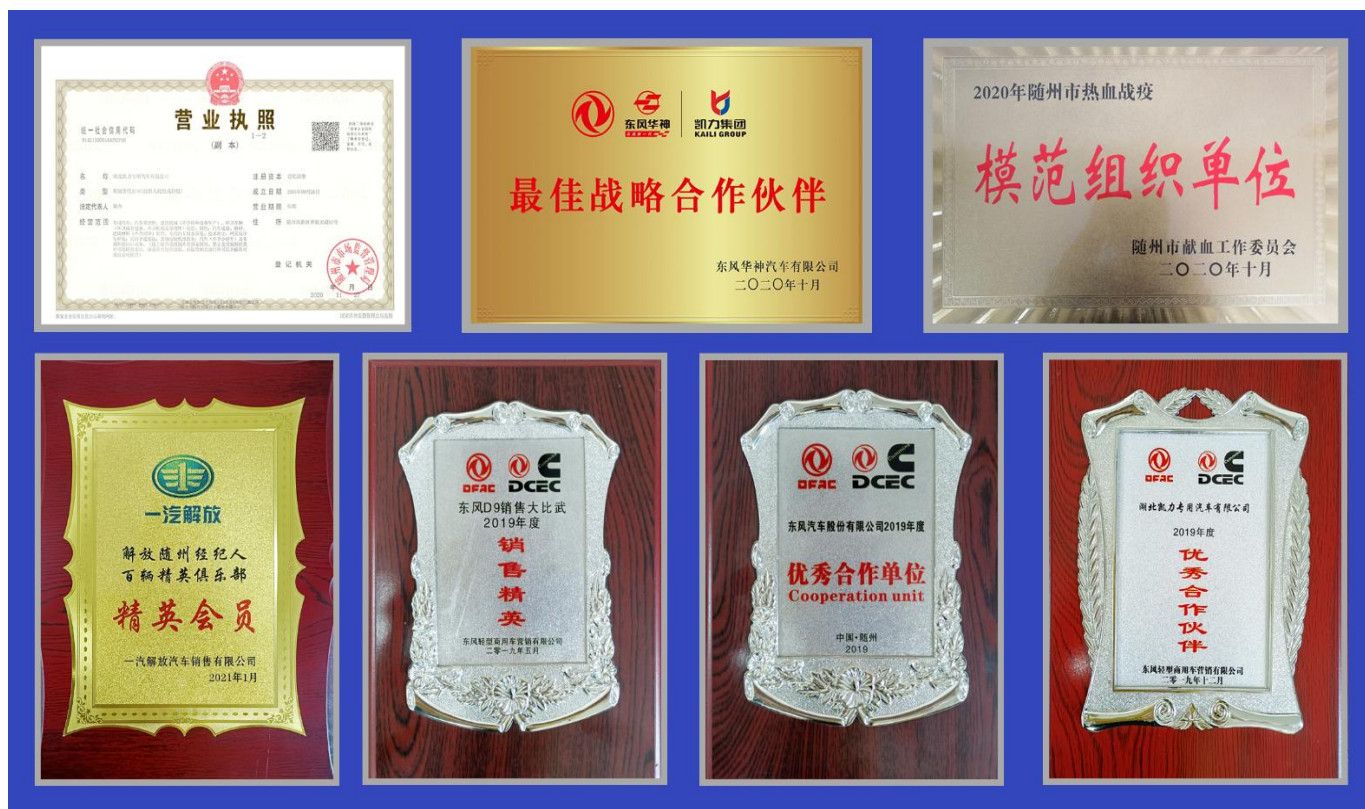 营业执照
1-2
(副 本)
统一社会信用代码
名 称
类 型
法定代表人
经营范围
注册资本
成立日期
营业期限
住 所
登记机关
年 月 日
2020
东风华神
凯力集团
KAILI GROUP
最佳战略合作伙伴
东风华神汽车有限公司
二〇二〇年十月
2020年随州市热血战疫
模范组织单位
随州市献血工作委员会
二〇二〇年十月
一汽解放
解放随州经纪人
百辆精英俱乐部
精英会员
一汽解放汽车销售有限公司
2021年1月
DFAC DCEC
东风D9销售大比武
2019年度
销售精英
东风轻型商用车营销有限公司
二零一九年五月
DFAC DCEC
东风汽车股份有限公司2019年度
优秀合作单位
Cooperation unit
中国·随州
2019
DFAC DCEC
湖北凯力专用汽车有限公司
2019年度
优秀合作伙伴
东风轻型商用车营销有限公司
二零一九年十二月